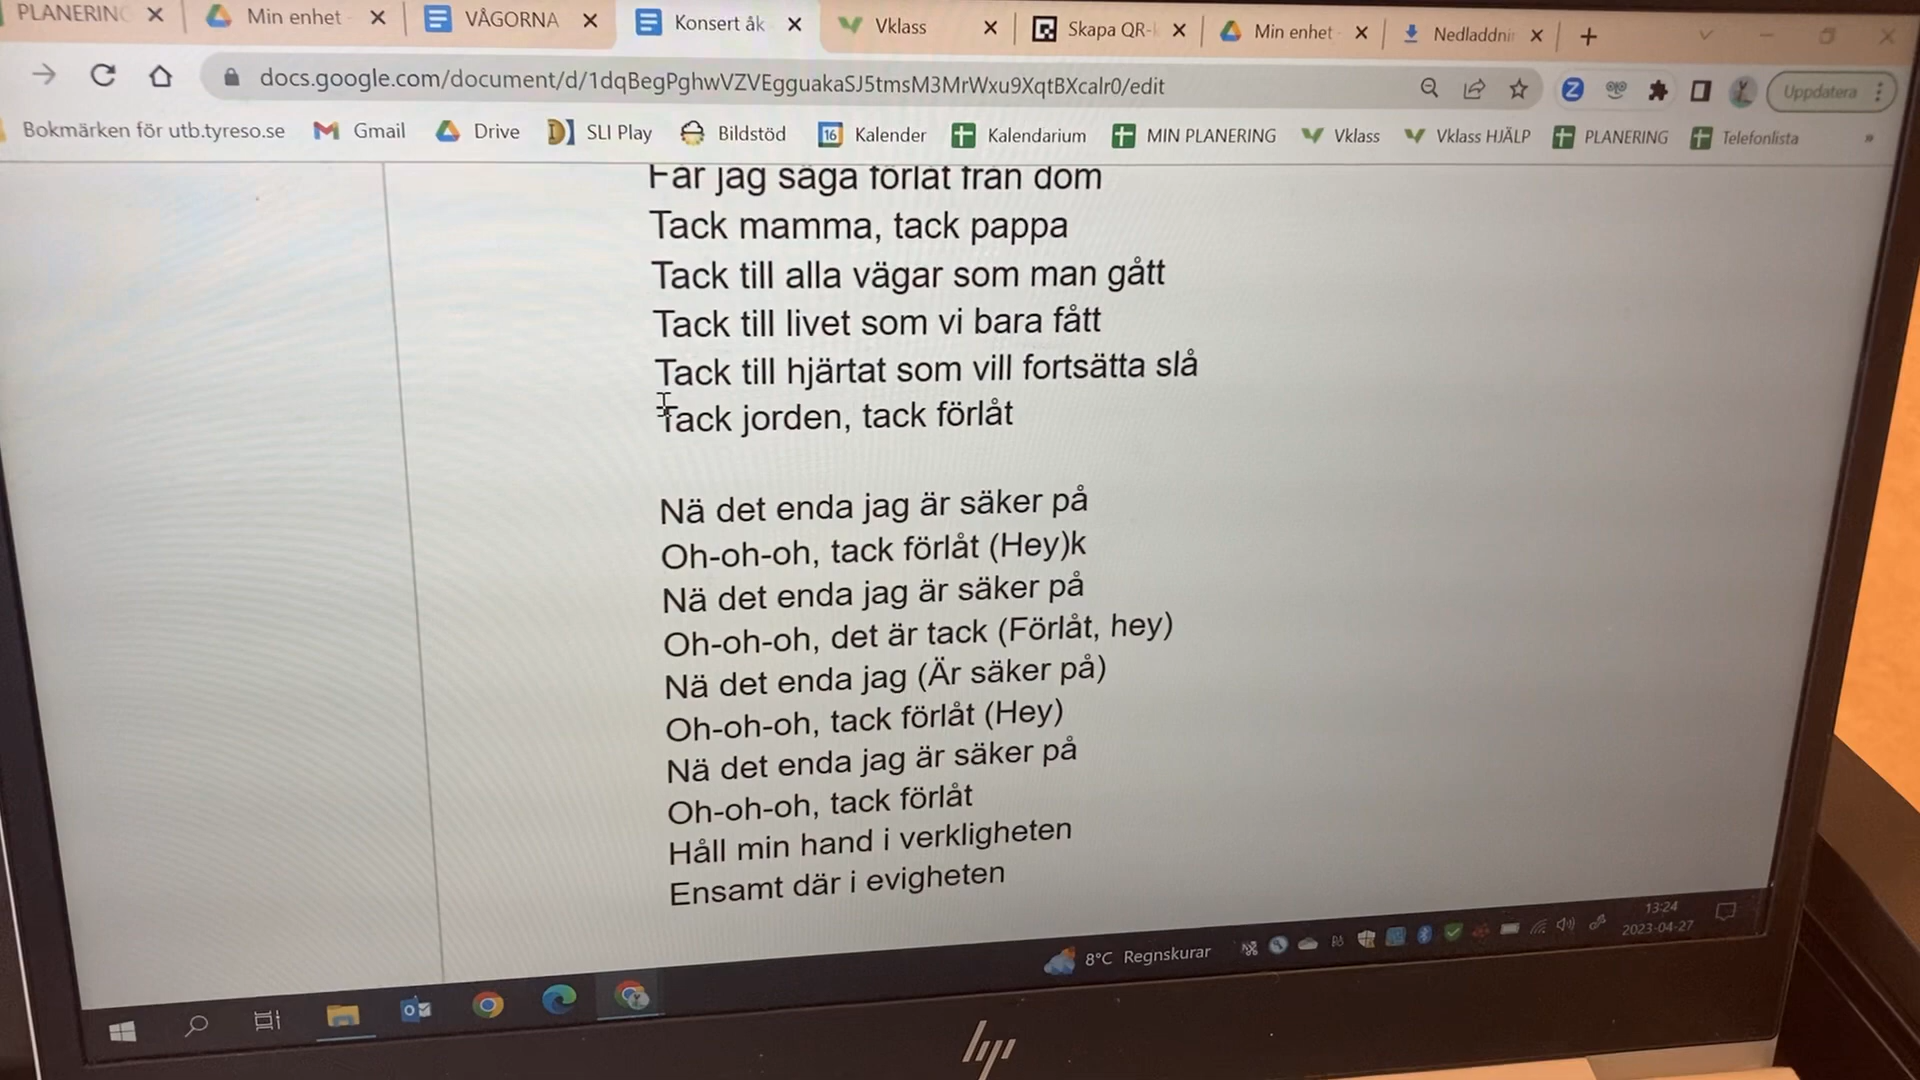 PLANERING
Min enhet
VÅGORNA
Konsert åk
Vklass
Skapa QR-
Min enhet
Nedladdnin
docs.google.com/document/d/1dqBegPghwVZVEgguakaSJ5tmsM3MrWxu9XqtBXcalr0/edit
Uppdatera
Bokmärken för utb.tyreso.se
Gmail
Drive
SLI Play
Bildstöd
16
Kalender
Kalendarium
MIN PLANERING
Vklass
Vklass HJÄLP
PLANERING
Telefonlista
»
Får jag säga förlåt från dom
Tack mamma, tack pappa
Tack till alla vägar som man gått
Tack till livet som vi bara fått
Tack till hjärtat som vill fortsätta slå
Tack jorden, tack förlåt
Nä det enda jag är säker på
Oh-oh-oh, tack förlåt (Hey)k
Nä det enda jag är säker på
Oh-oh-oh, det är tack (Förlåt, hey)
Nä det enda jag (Är säker på)
Oh-oh-oh, tack förlåt (Hey)
Nä det enda jag är säker på
Oh-oh-oh, tack förlåt
Håll min hand i verkligheten
Ensamt där i evigheten
8°C Regnskurar
13:24
2023-04-27
hp